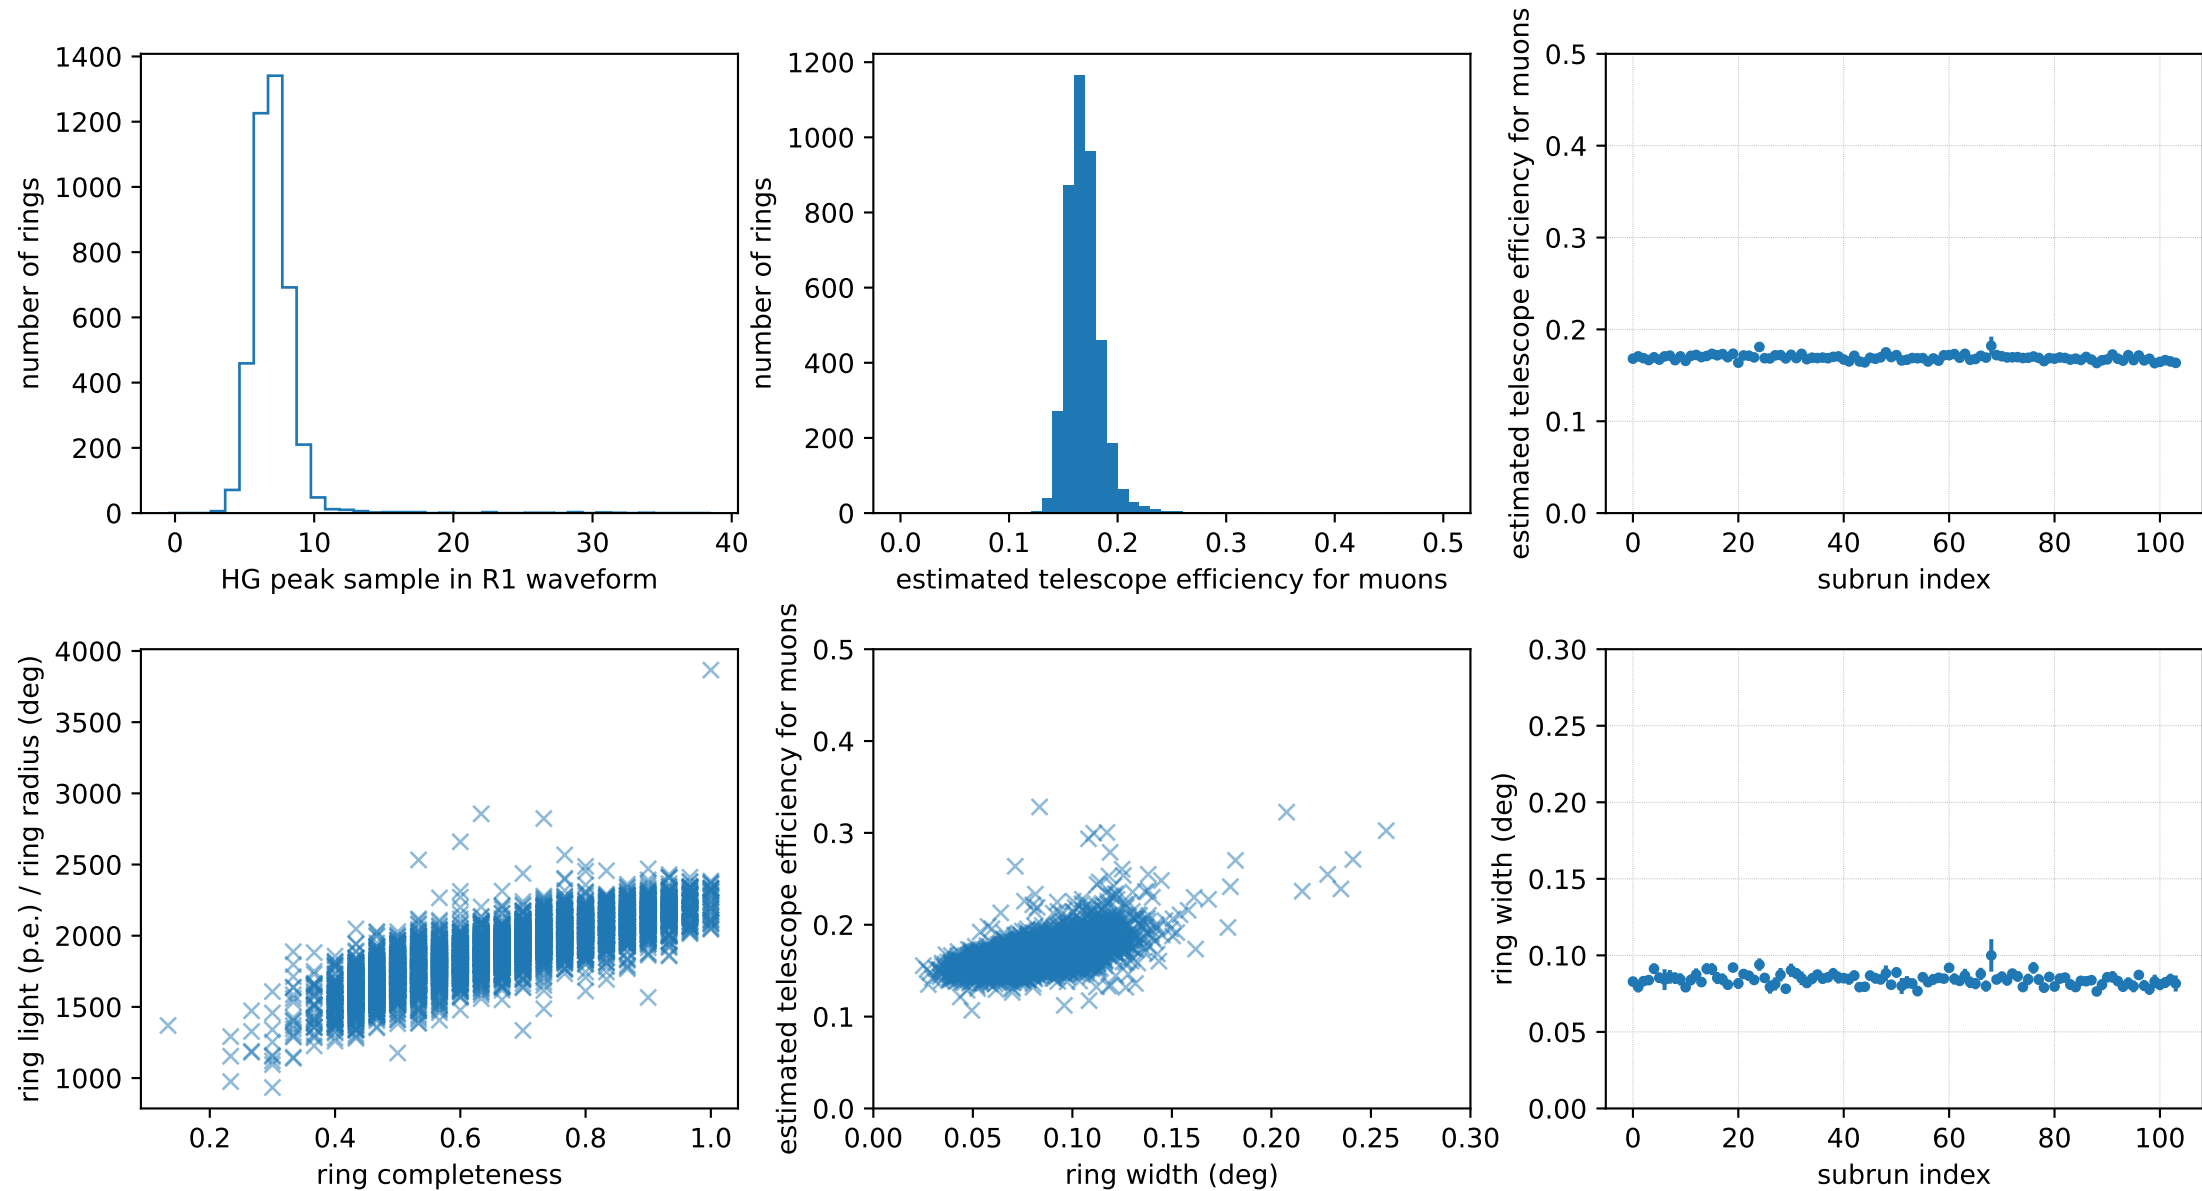 1400
1200
1000
800
600
400
200
0
number of rings
0 10 20 30 40
HG peak sample in R1 waveform
1200
1000
800
600
400
200
0
number of rings
0.0 0.1 0.2 0.3 0.4 0.5
estimated telescope efficiency for muons
0.5
0.4
0.3
0.2
0.1
0.0
estimated telescope efficiency for muons
0 20 40 60 80 100
subrun index
4000
3500
3000
2500
2000
1500
1000
ring light (p.e.) / ring radius (deg)
0.2 0.4 0.6 0.8 1.0
ring completeness
0.5
0.4
0.3
0.2
0.1
0.0
estimated telescope efficiency for muons
0.00 0.05 0.10 0.15 0.20 0.25 0.30
ring width (deg)
0.30
0.25
0.20
0.15
0.10
0.05
0.00
ring width (deg)
0 20 40 60 80 100
subrun index